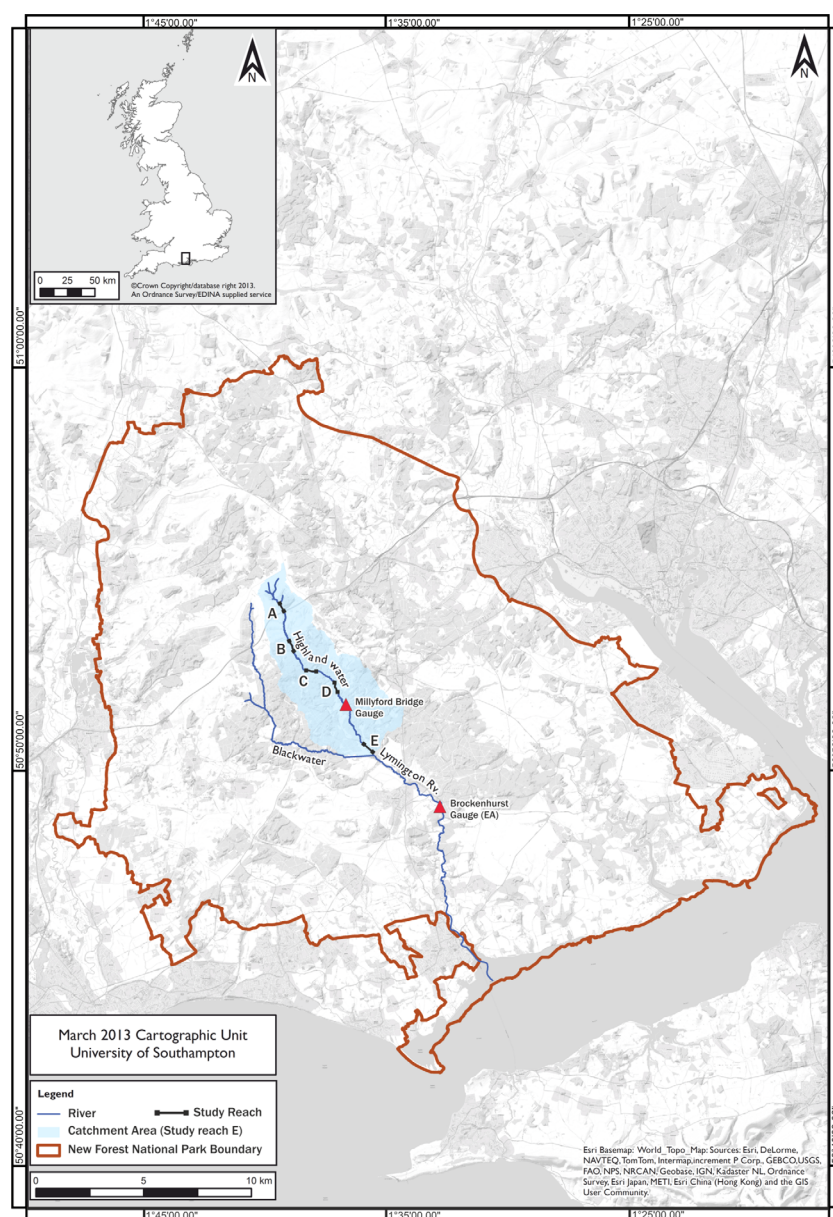 1°45'00.00"
1°35'00.00"
1°25'00.00"
N
N
0 25 50 km
©Crown Copyright/database right 2013.
An Ordnance Survey/EDINA supplied service
51°00'00.00"
A
B
Highland water
C
D
Millyford Bridge
Gauge
E
Lymington Rv.
Blackwater
50°50'00.00"
Brockenhurst
Gauge (EA)
March 2013 Cartographic Unit
University of Southampton
Legend
River
Study Reach
Catchment Area (Study reach E)
New Forest National Park Boundary
0 5 10 km
50°40'00.00"
Esri Basemap: World_Topo_Map: Sources: Esri, DeLorme,
NAVTEQ, TomTom, Intermap,increment P Corp., GEBCO,USGS,
FAO, NPS, NRCAN, Geobase, IGN, Kadaster NL, Ordnance
Survey, Esri Japan, METI, Esri China (Hong Kong) and the GIS
User Community.
1°45'00.00"
1°35'00.00"
1°25'00.00"